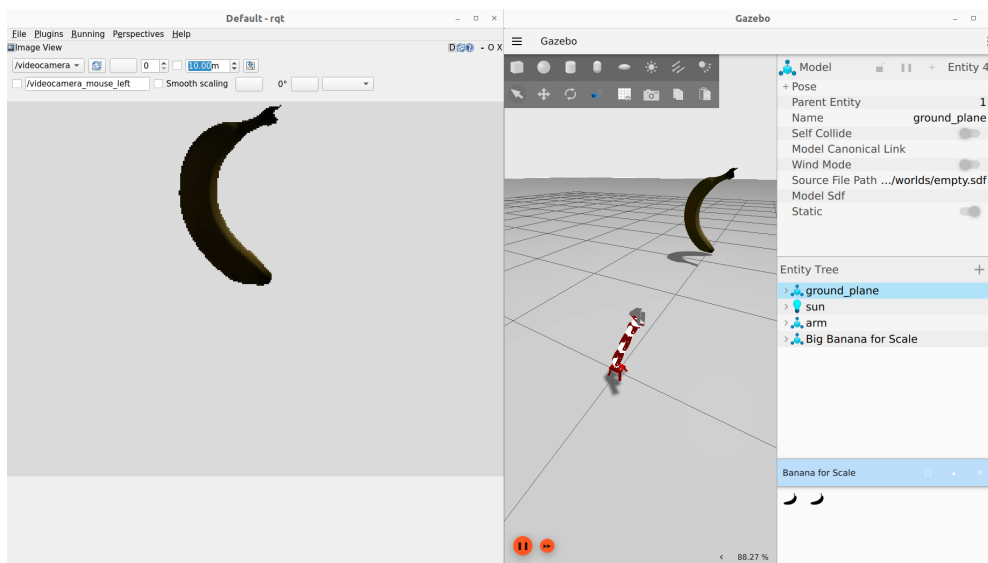 Default - rqt
File Plugins Running Perspectives Help
Image View
D - O X
/videocamera 0 10.00m
/videocamera_mouse_left Smooth scaling 0°
Gazebo
Gazebo
88.27 %
Model Entity 4
+ Pose
Parent Entity 1
Name ground_plane
Self Collide
Model Canonical Link
Wind Mode
Source File Path .../worlds/empty.sdf
Model Sdf
Static
Entity Tree
ground_plane
sun
arm
Big Banana for Scale
Banana for Scale